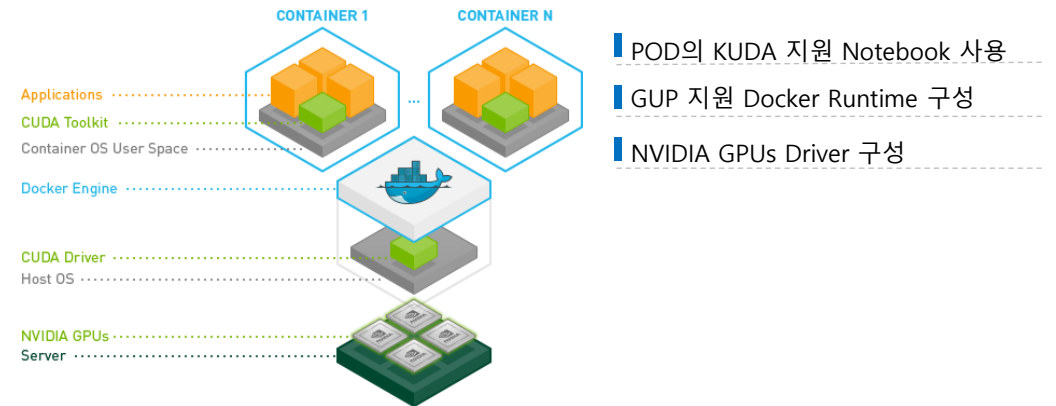 CONTAINER 1
CONTAINER N
Applications
CUDA Toolkit
Container OS User Space
...
Docker Engine
CUDA Driver
Host OS
NVIDIA GPUs
Server
POD의 KUDA 지원 Notebook 사용
GUP 지원 Docker Runtime 구성
NVIDIA GPUs Driver 구성